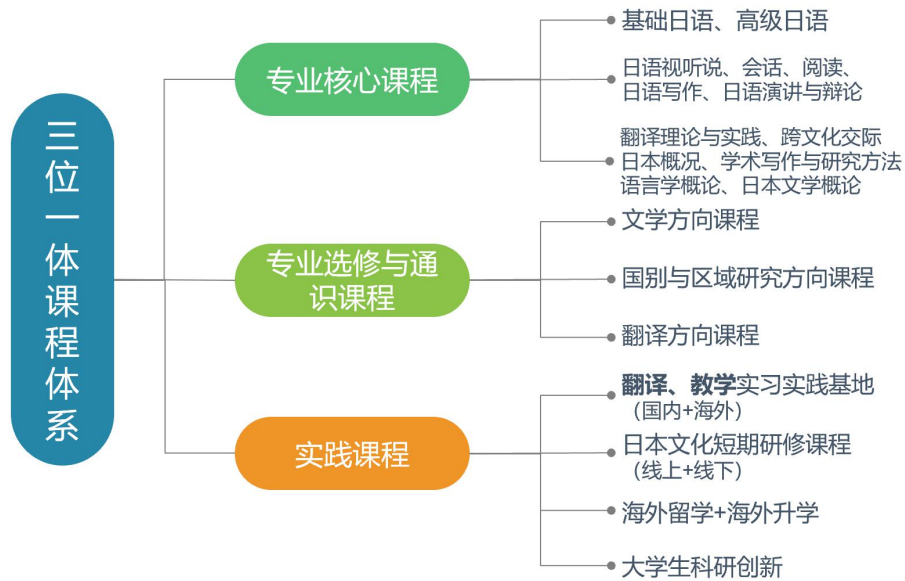 三位一体课程体系
专业核心课程
基础日语、高级日语
日语视听说、会话、阅读、
日语写作、日语演讲与辩论
翻译理论与实践、跨文化交际
日本概况、学术写作与研究方法
语言学概论、日本文学概论
专业选修与通
识课程
文学方向课程
国别与区域研究方向课程
翻译方向课程
实践课程
翻译、教学实习实践基地
（国内+海外）
日本文化短期研修课程
（线上+线下）
海外留学+海外升学
大学生科研创新